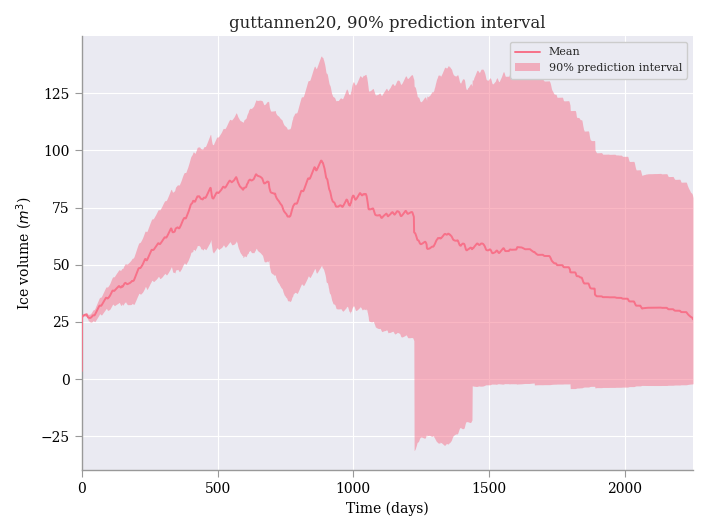 guttannen20, 90% prediction interval
Mean
90% prediction interval
Ice volume (m³)
125
100
75
50
25
0
−25
0 500 1000 1500 2000
Time (days)